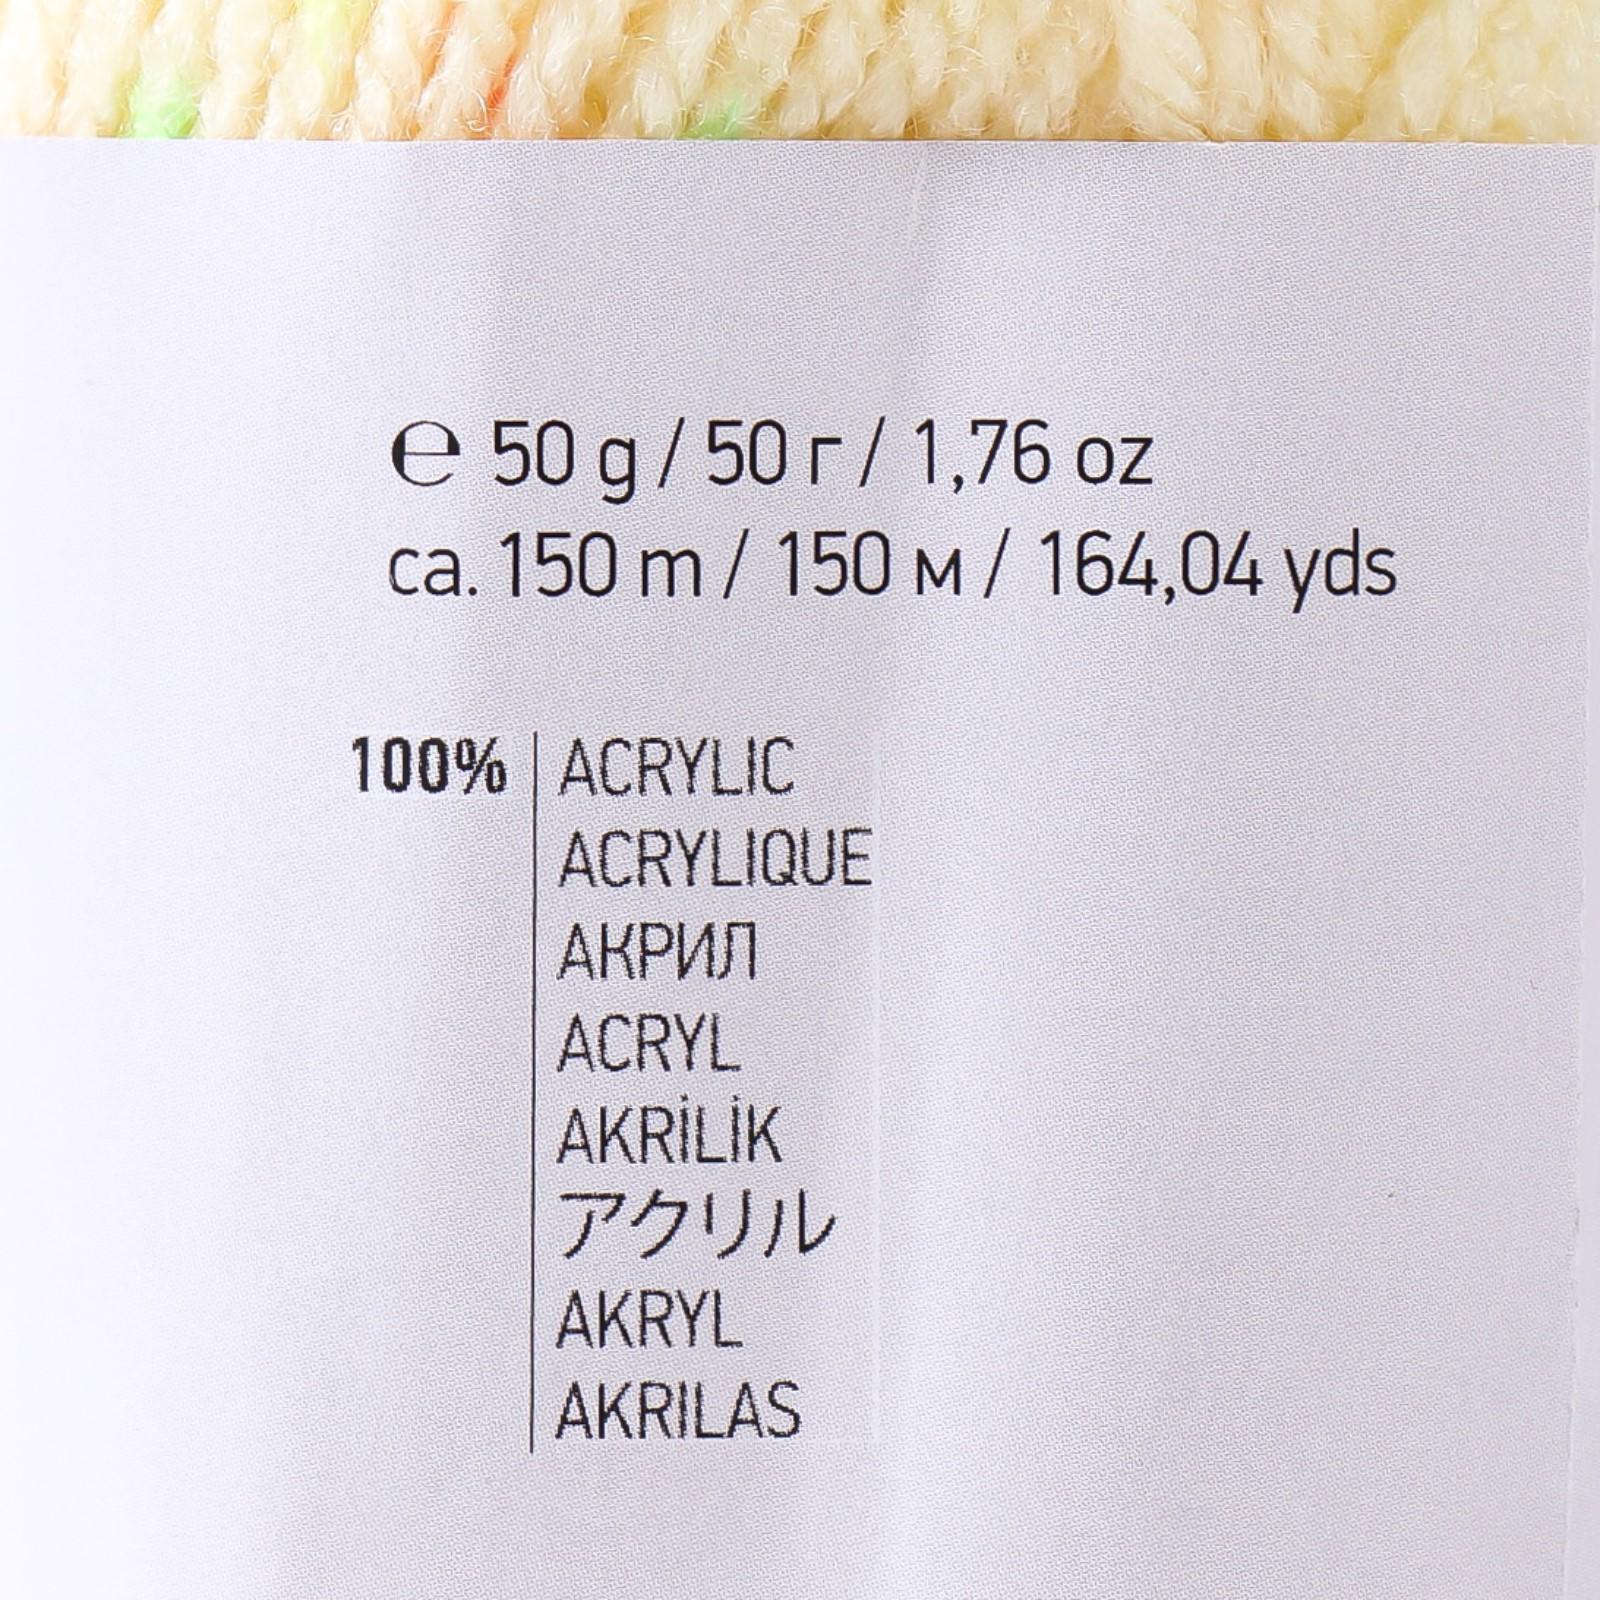 ℮ 50 g / 50 г / 1,76 oz
ca. 150 m / 150 м / 164,04 yds
100% ACRYLIC
ACRYLIQUE
АКРИЛ
ACRYL
AKRİLİK
アクリル
AKRYL
AKRILAS